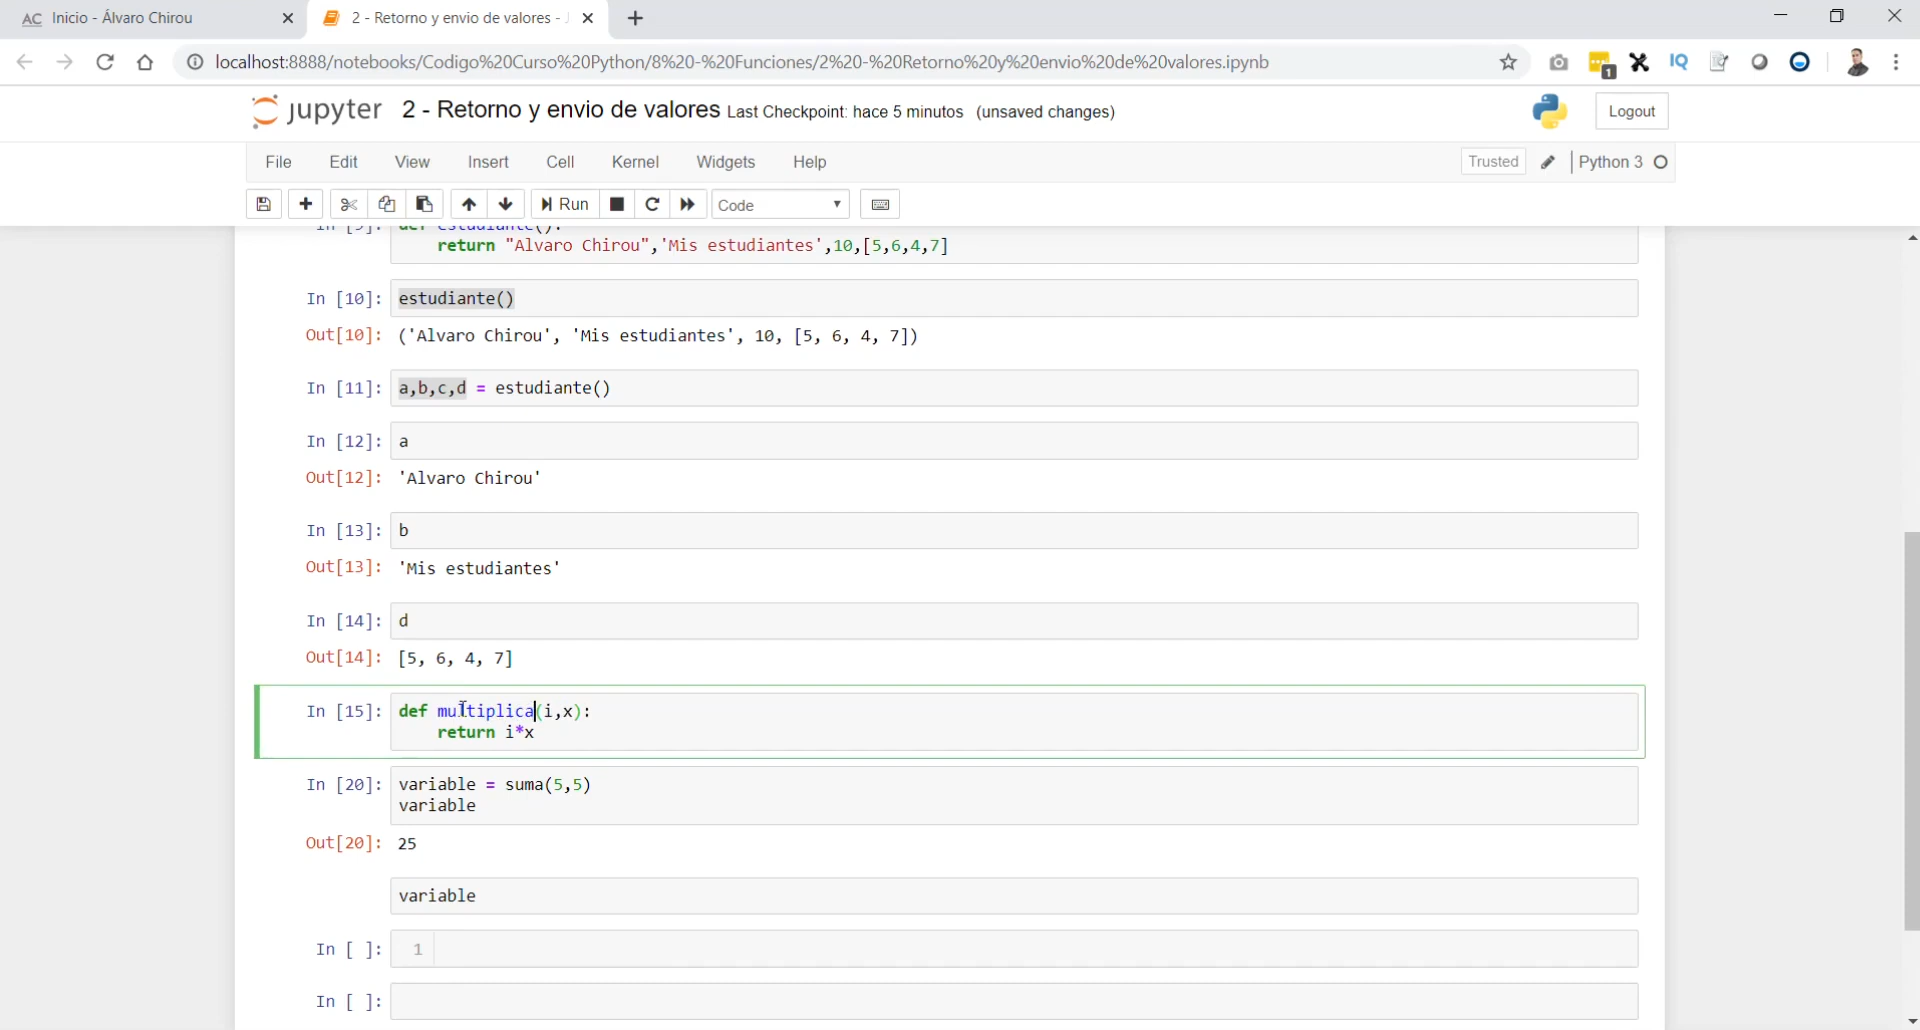 AC Inicio - Álvaro Chirou
2 - Retorno y envio de valores -
localhost:8888/notebooks/Codigo%20Curso%20Python/8%20-%20Funciones/2%20-%20Retorno%20y%20envio%20de%20valores.ipynb
1
IQ
jupyter 2 - Retorno y envio de valores Last Checkpoint: hace 5 minutos (unsaved changes)
Logout
File Edit View Insert Cell Kernel Widgets Help
Trusted Python 3
Run Code
In [9]: def estudiante():
return "Alvaro Chirou",'Mis estudiantes',10,[5,6,4,7]
In [10]: estudiante()
Out[10]: ('Alvaro Chirou', 'Mis estudiantes', 10, [5, 6, 4, 7])
In [11]: a,b,c,d = estudiante()
In [12]: a
Out[12]: 'Alvaro Chirou'
In [13]: b
Out[13]: 'Mis estudiantes'
In [14]: d
Out[14]: [5, 6, 4, 7]
In [15]: def multiplica(i,x):
return i*x
In [20]: variable = suma(5,5)
variable
Out[20]: 25
variable
In [ ]: 1
In [ ]: